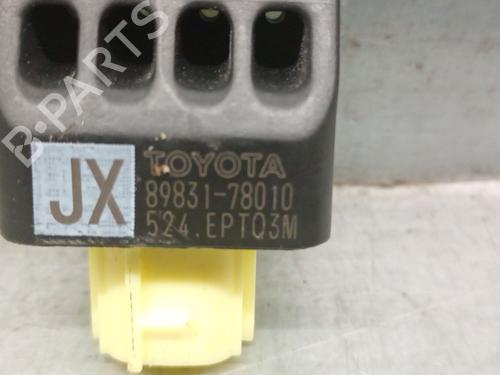 B-PARTS
JX
TOYOTA
89831-78010
524.EPTQ3M